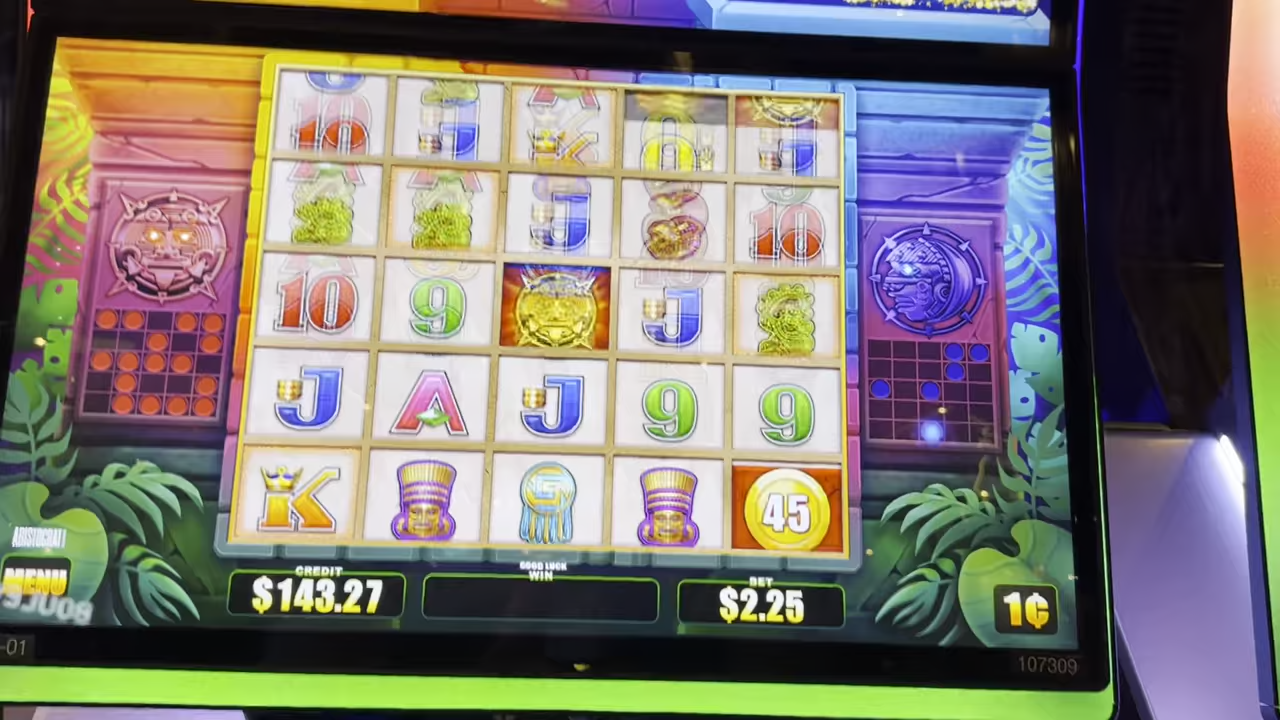 10 J K Q J
J 10
10 9 J
J A J 9 9
K 45
ARISTOCRAT
MENU
CREDIT
$143.27
GOOD LUCK
WIN
BET
$2.25
1¢
-01
107309